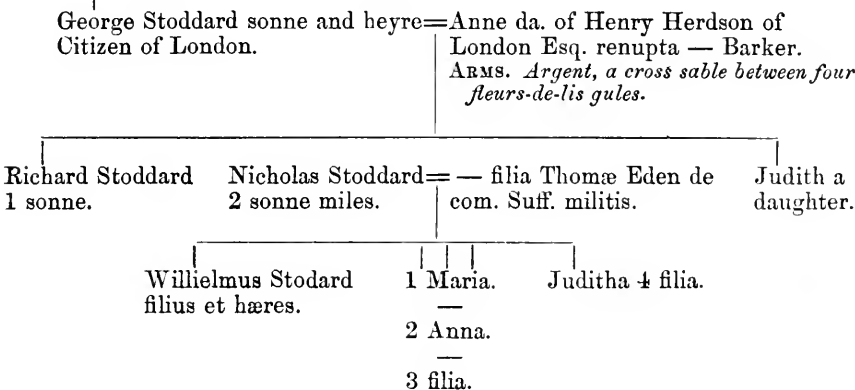 George Stoddard sonne and heyre=Anne da. of Henry Herdson of
Citizen of London.
London Esq. renupta — Barker.
ARMS. Argent, a cross sable between four
fleurs-de-lis gules.
Richard Stoddard
1 sonne.
Nicholas Stoddard= — filia Thomæ Eden de
2 sonne miles.
com. Suff. militis.
Judith a
daughter.
Willielmus Stodard
filius et hæres.
1 Maria.
—
2 Anna.
—
3 filia.
Juditha 4 filia.